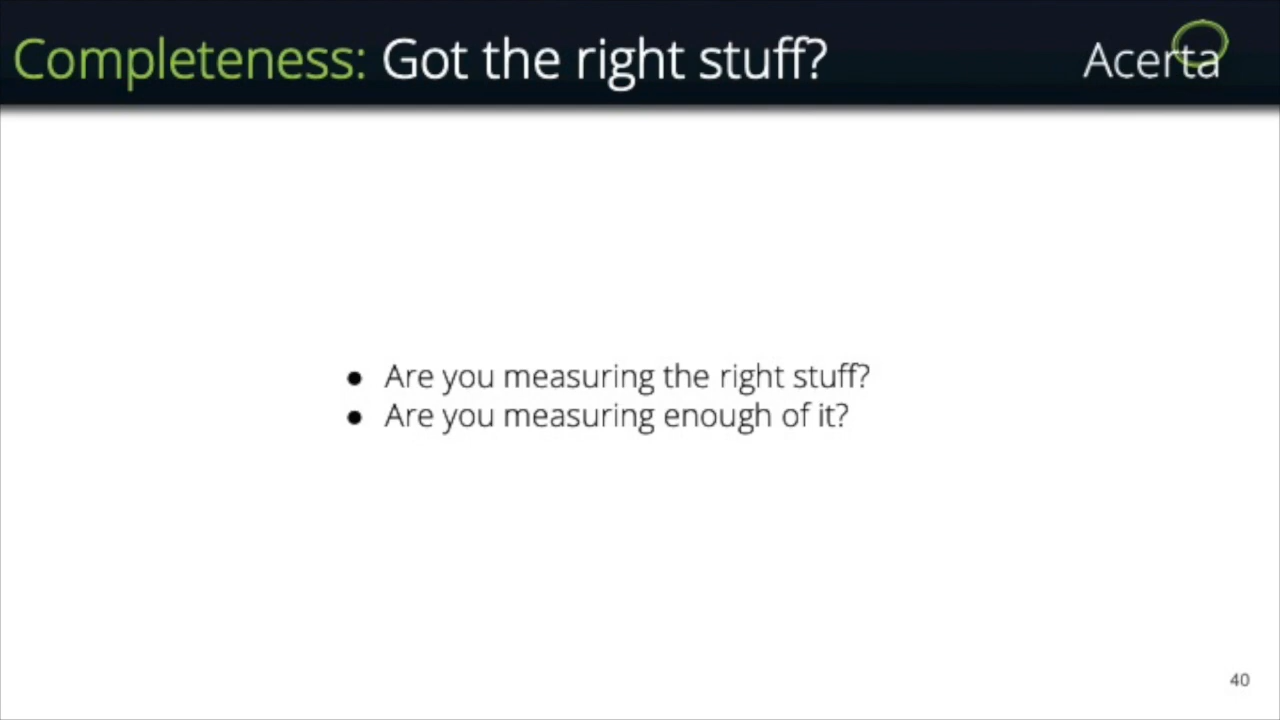 Completeness: Got the right stuff?
Acerta
● Are you measuring the right stuff?
● Are you measuring enough of it?
40